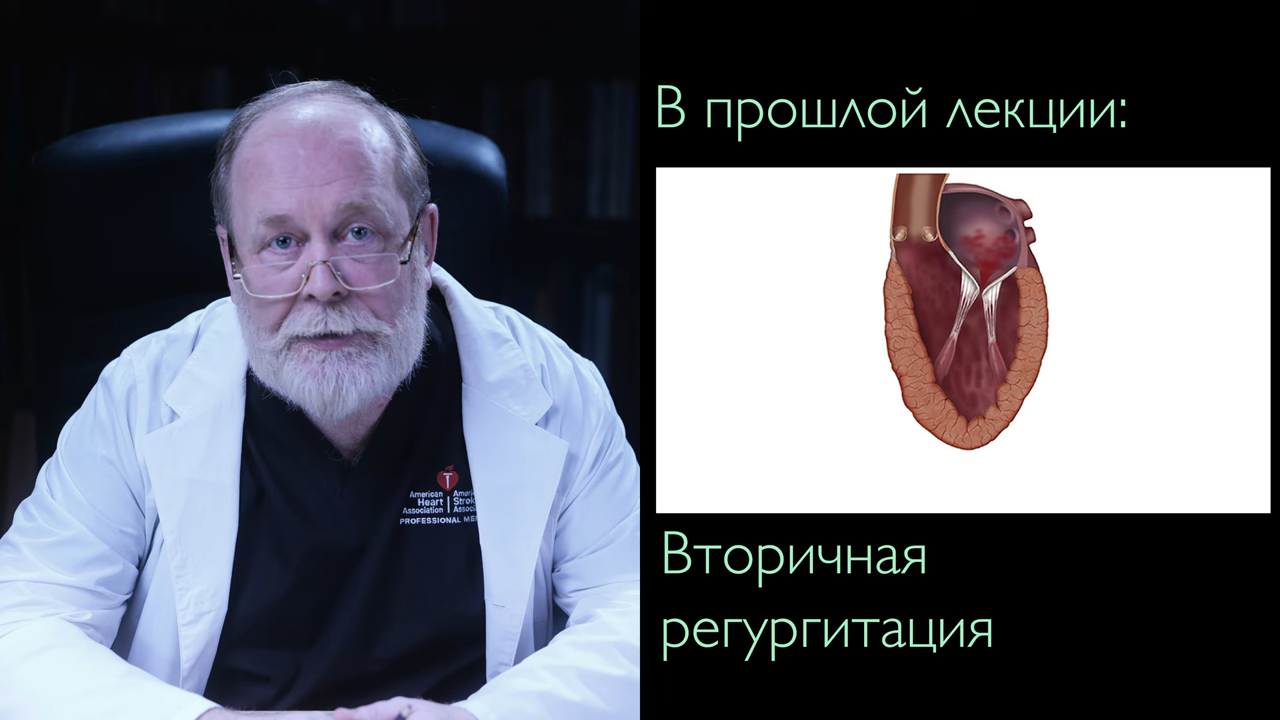 В прошлой лекции:
Вторичная
регургитация
American
Heart
Association
PROFESSIONAL